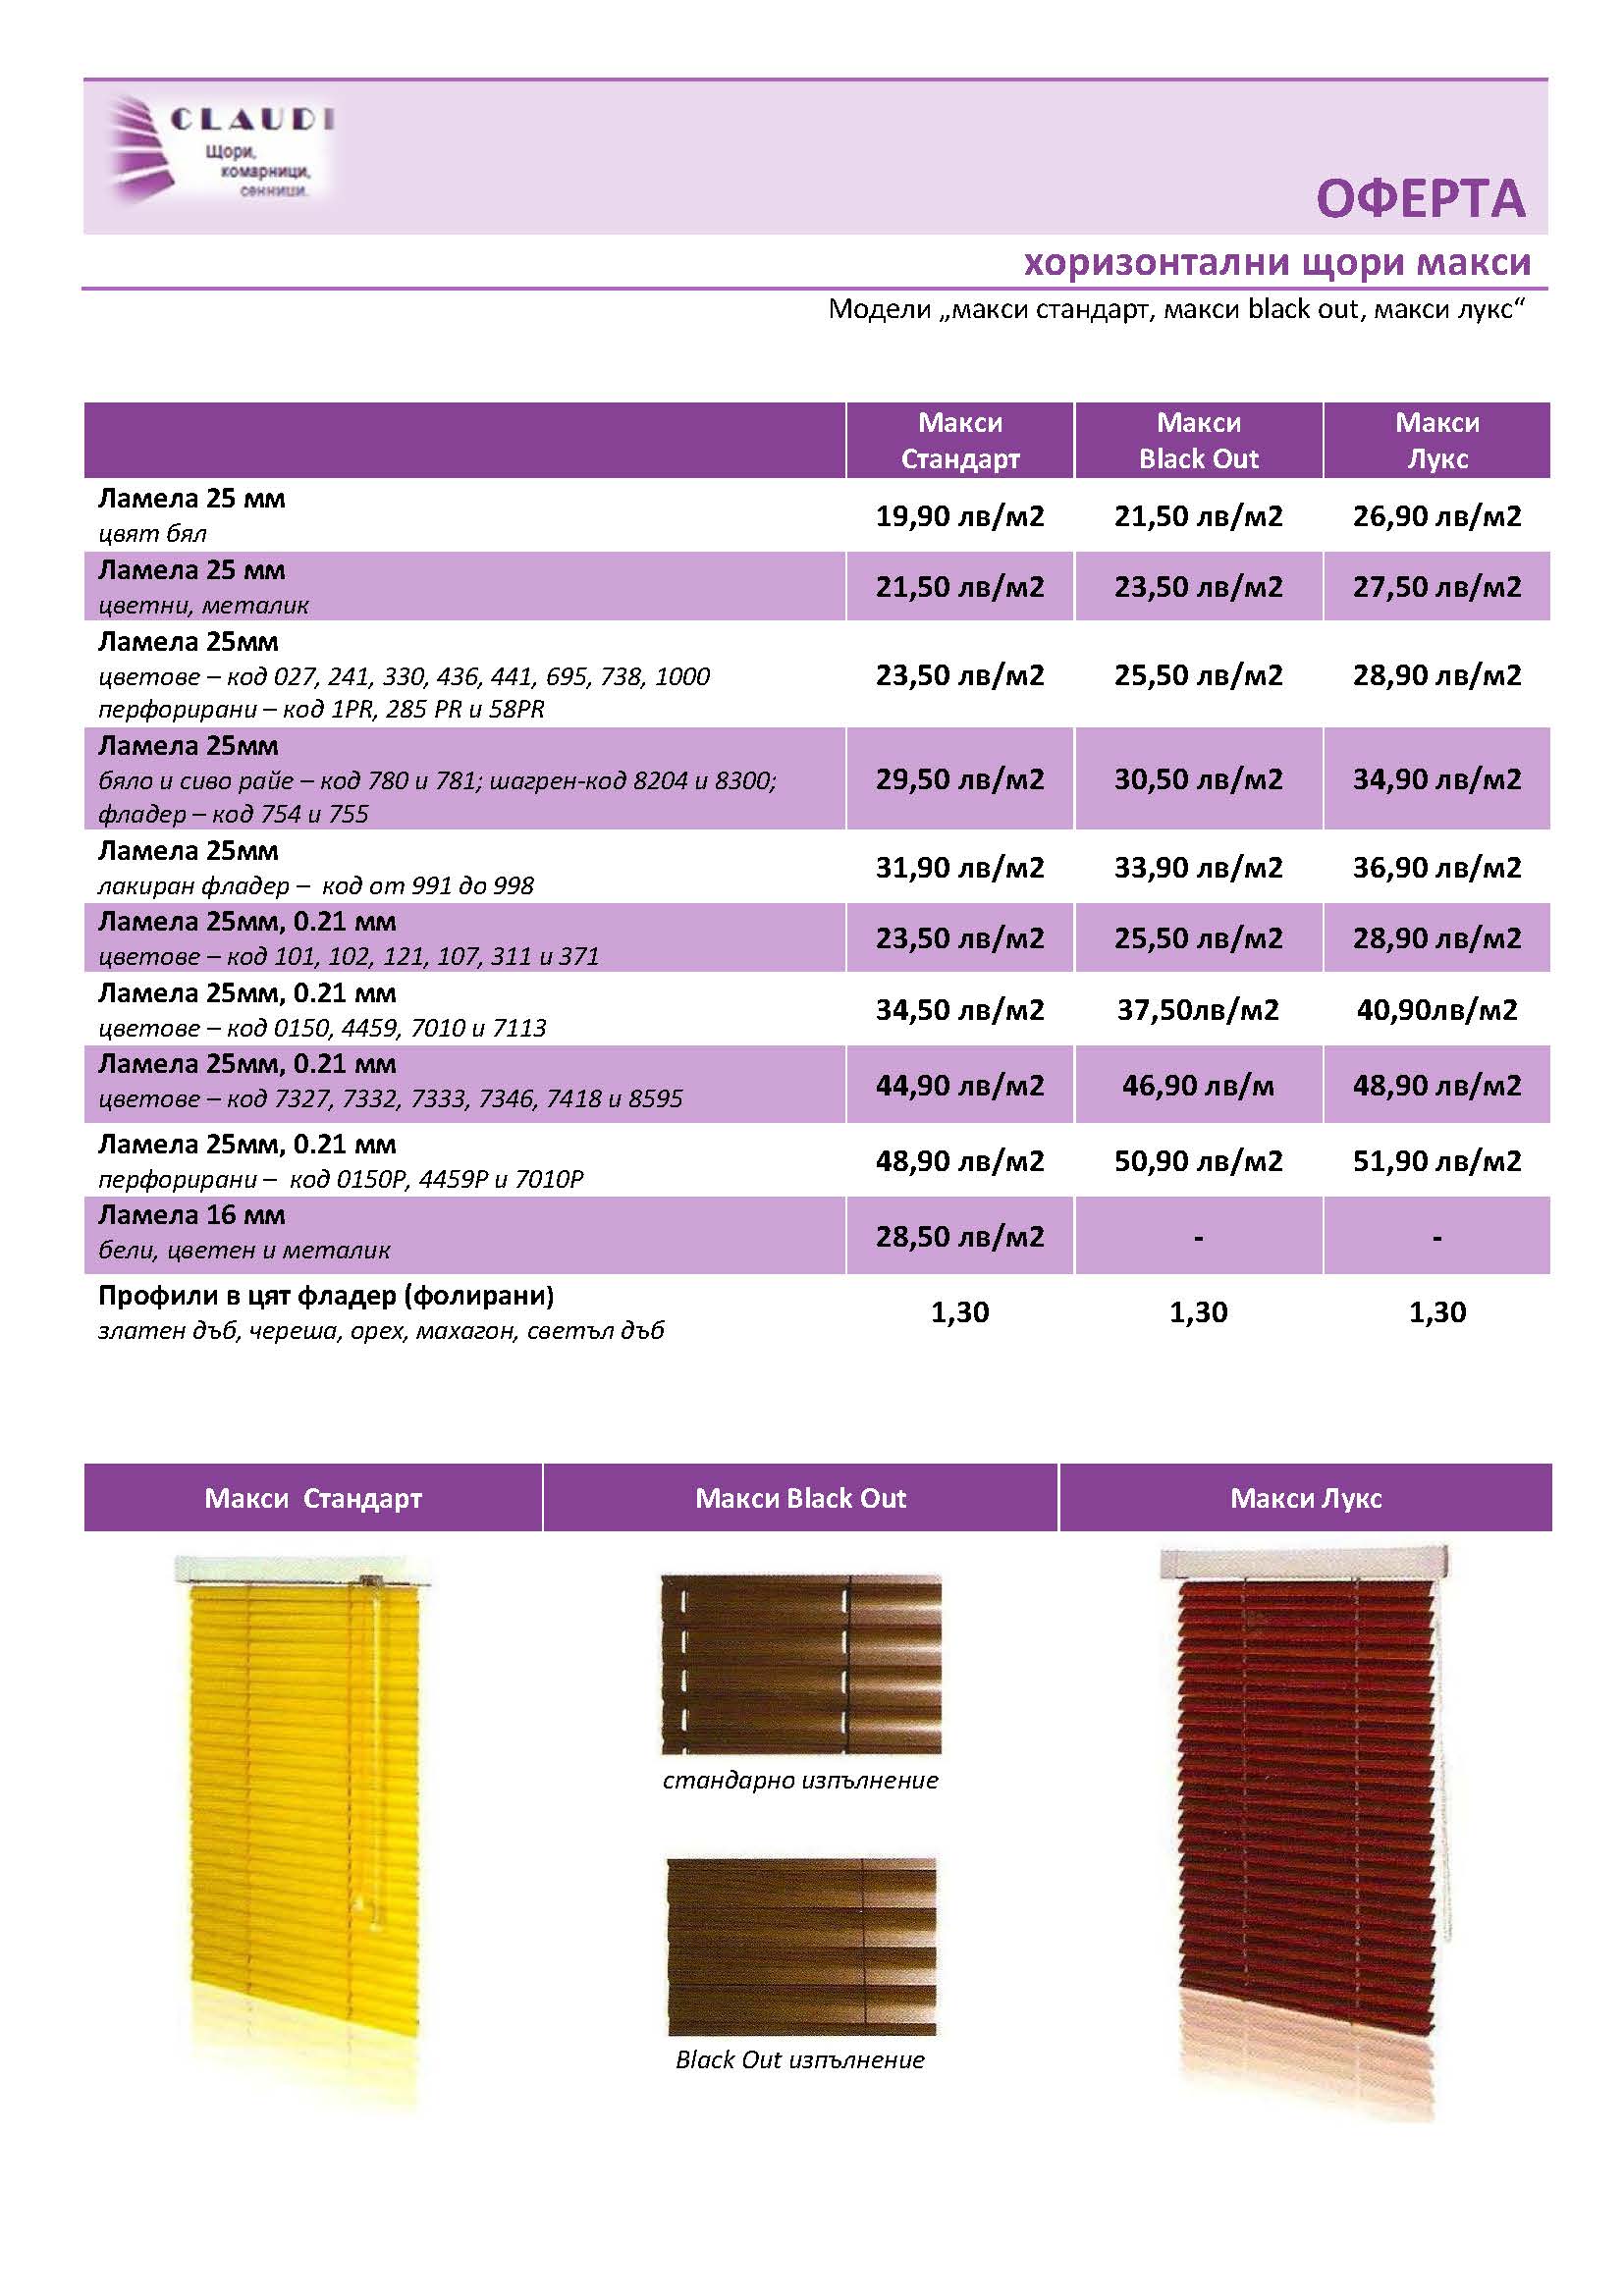 CLAUDI
Щори,
комарници,
сенници.
ОФЕРТА
хоризонтални щори макси
Модели „макси стандарт, макси black out, макси лукс“
Макси Стандарт
Макси Black Out
Макси Лукс
Ламела 25 мм
цвят бял
19,90 лв/м2 21,50 лв/м2 26,90 лв/м2
Ламела 25 мм
цветни, металик
21,50 лв/м2 23,50 лв/м2 27,50 лв/м2
Ламела 25мм
цветове – код 027, 241, 330, 436, 441, 695, 738, 1000
перфорирани – код 1PR, 285 PR и 58PR
23,50 лв/м2 25,50 лв/м2 28,90 лв/м2
Ламела 25мм
бяло и сиво райе – код 780 и 781; шагрен-код 8204 и 8300;
фладер – код 754 и 755
29,50 лв/м2 30,50 лв/м2 34,90 лв/м2
Ламела 25мм
лакиран фладер – код от 991 до 998
31,90 лв/м2 33,90 лв/м2 36,90 лв/м2
Ламела 25мм, 0.21 мм
цветове – код 101, 102, 121, 107, 311 и 371
23,50 лв/м2 25,50 лв/м2 28,90 лв/м2
Ламела 25мм, 0.21 мм
цветове – код 0150, 4459, 7010 и 7113
34,50 лв/м2 37,50лв/м2 40,90лв/м2
Ламела 25мм, 0.21 мм
цветове – код 7327, 7332, 7333, 7346, 7418 и 8595
44,90 лв/м2 46,90 лв/м 48,90 лв/м2
Ламела 25мм, 0.21 мм
перфорирани – код 0150P, 4459P и 7010P
48,90 лв/м2 50,90 лв/м2 51,90 лв/м2
Ламела 16 мм
бели, цветен и металик
28,50 лв/м2 - -
Профили в цят фладер (фолирани)
златен дъб, череша, орех, махагон, светъл дъб
1,30 1,30 1,30
Макси Стандарт Макси Black Out Макси Лукс
стандарно изпълнение
Black Out изпълнение